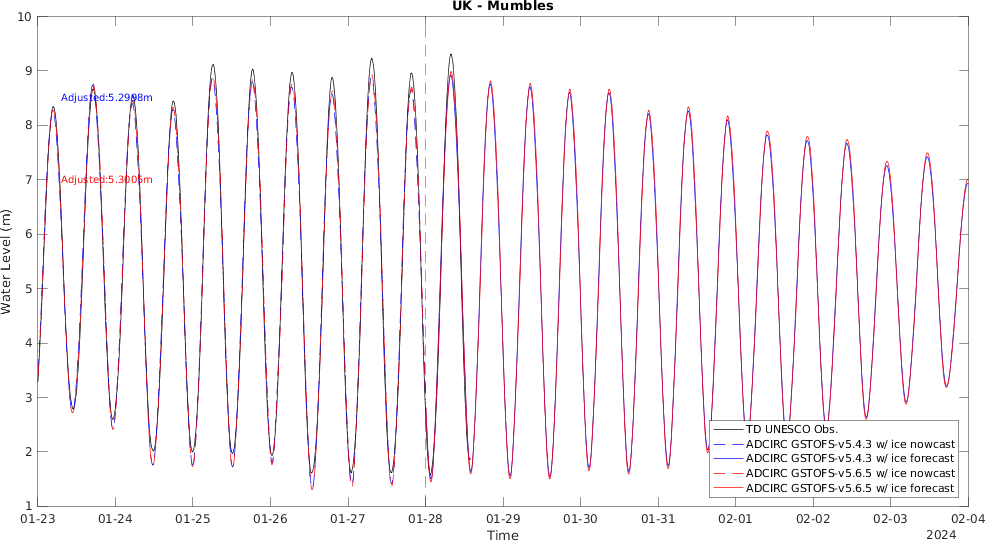 UK - Mumbles
10
9
8
7
6
5
4
3
2
1
Water Level (m)
Adjusted:5.2998m
Adjusted:5.3005m
TD UNESCO Obs.
ADCIRC GSTOFS-v5.4.3 w/ ice nowcast
ADCIRC GSTOFS-v5.4.3 w/ ice forecast
ADCIRC GSTOFS-v5.6.5 w/ ice nowcast
ADCIRC GSTOFS-v5.6.5 w/ ice forecast
01-23 01-24 01-25 01-26 01-27 01-28 01-29 01-30 01-31 02-01 02-02 02-03 02-04
Time
2024